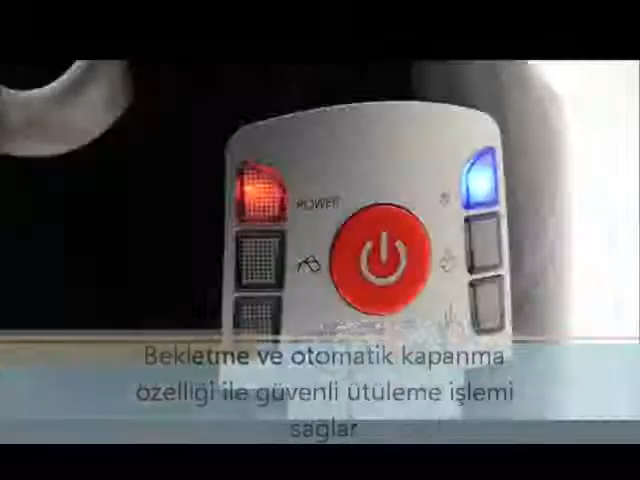 POWER
Bekletme ve otomatik kapanma
özelliği ile güvenli ütüleme işlemi
sağlar